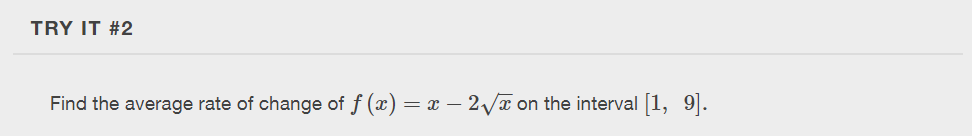 TRY IT #2
Find the average rate of change of f (x) = x − 2√x on the interval [1, 9].